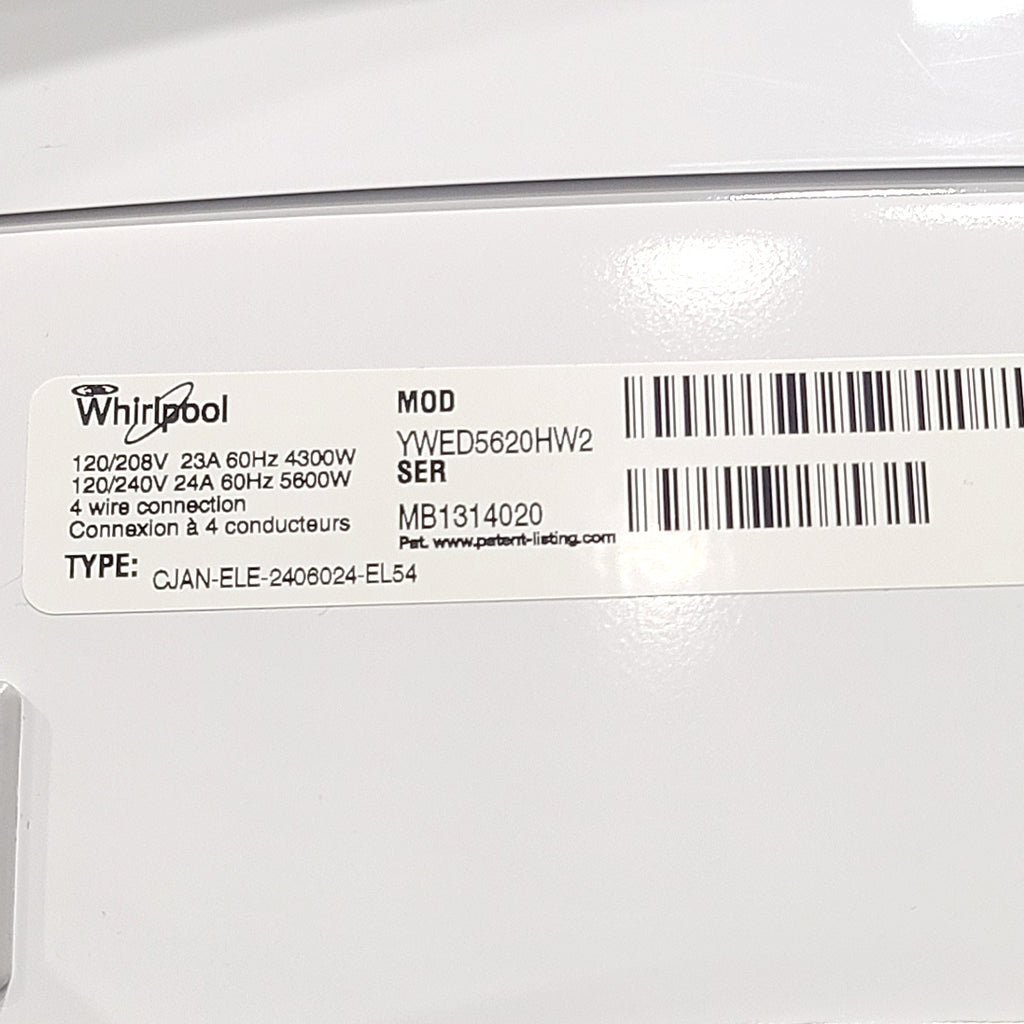 Whirlpool
120/208V 23A 60Hz 4300W
120/240V 24A 60Hz 5600W
4 wire connection
Connexion à 4 conducteurs
TYPE: CJAN-ELE-2406024-EL54
MOD
YWED5620HW2
SER
MB1314020
Pat. www.patent-listing.com